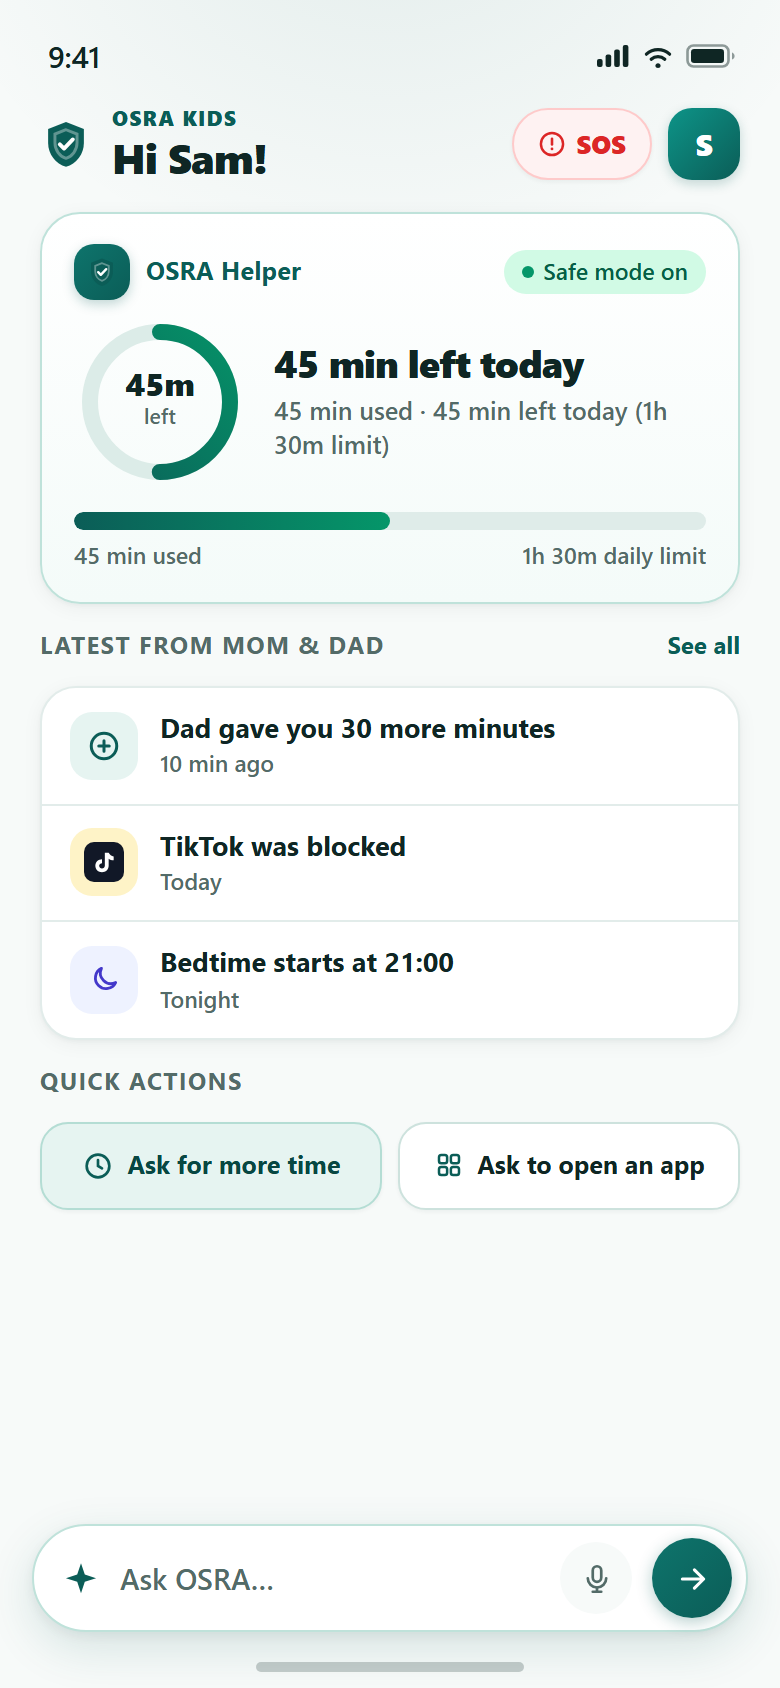 9:41
OSRA KIDS
Hi Sam!
SOS
S
OSRA Helper
Safe mode on
45m
left
45 min left today
45 min used · 45 min left today (1h
30m limit)
45 min used
1h 30m daily limit
LATEST FROM MOM & DAD
See all
Dad gave you 30 more minutes
10 min ago
TikTok was blocked
Today
Bedtime starts at 21:00
Tonight
QUICK ACTIONS
Ask for more time
Ask to open an app
Ask OSRA...